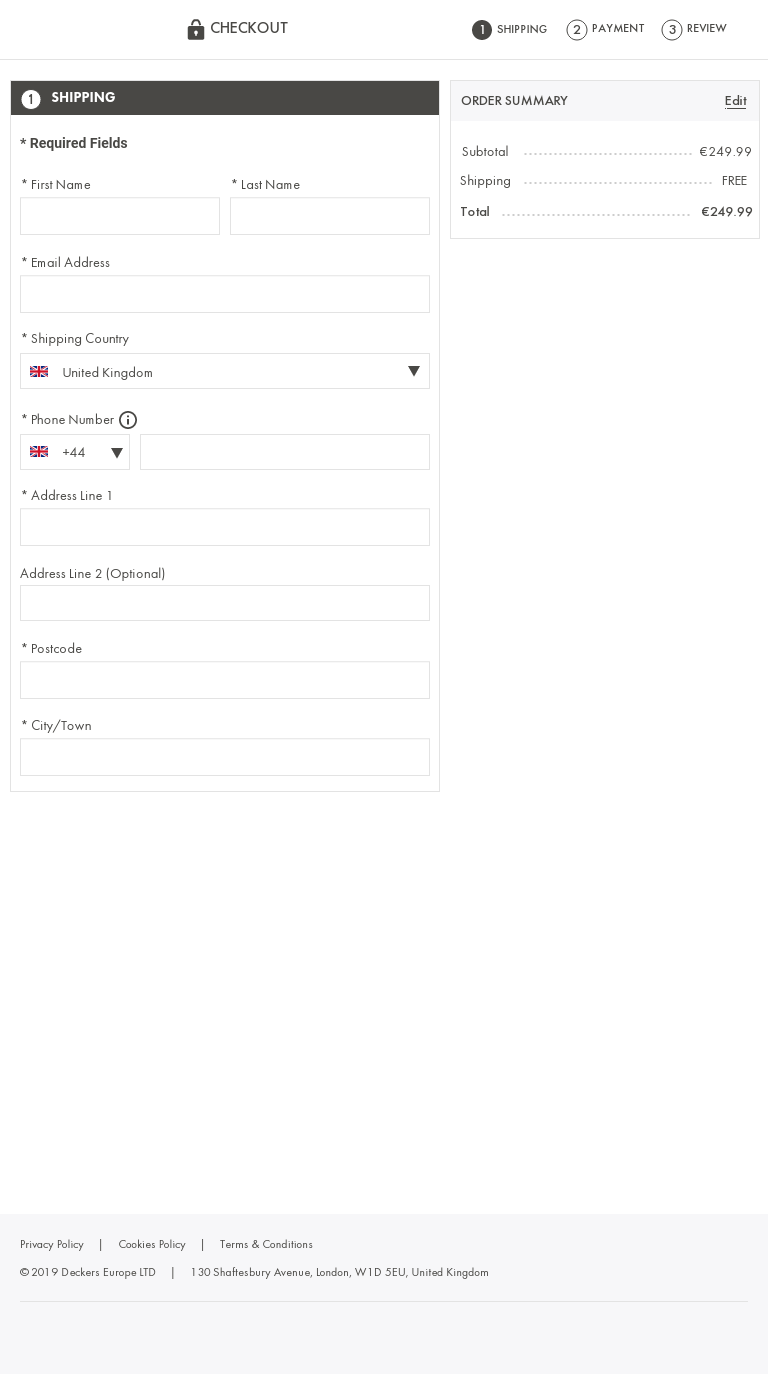 CHECKOUT
1 SHIPPING 2 PAYMENT 3 REVIEW
1 SHIPPING
* Required Fields
* First Name * Last Name
* Email Address
* Shipping Country
United Kingdom
* Phone Number
+44
* Address Line 1
Address Line 2 (Optional)
* Postcode
* City/Town
ORDER SUMMARY Edit
Subtotal €249.99
Shipping FREE
Total €249.99
Privacy Policy | Cookies Policy | Terms & Conditions
© 2019 Deckers Europe LTD | 130 Shaftesbury Avenue, London, W1D 5EU, United Kingdom